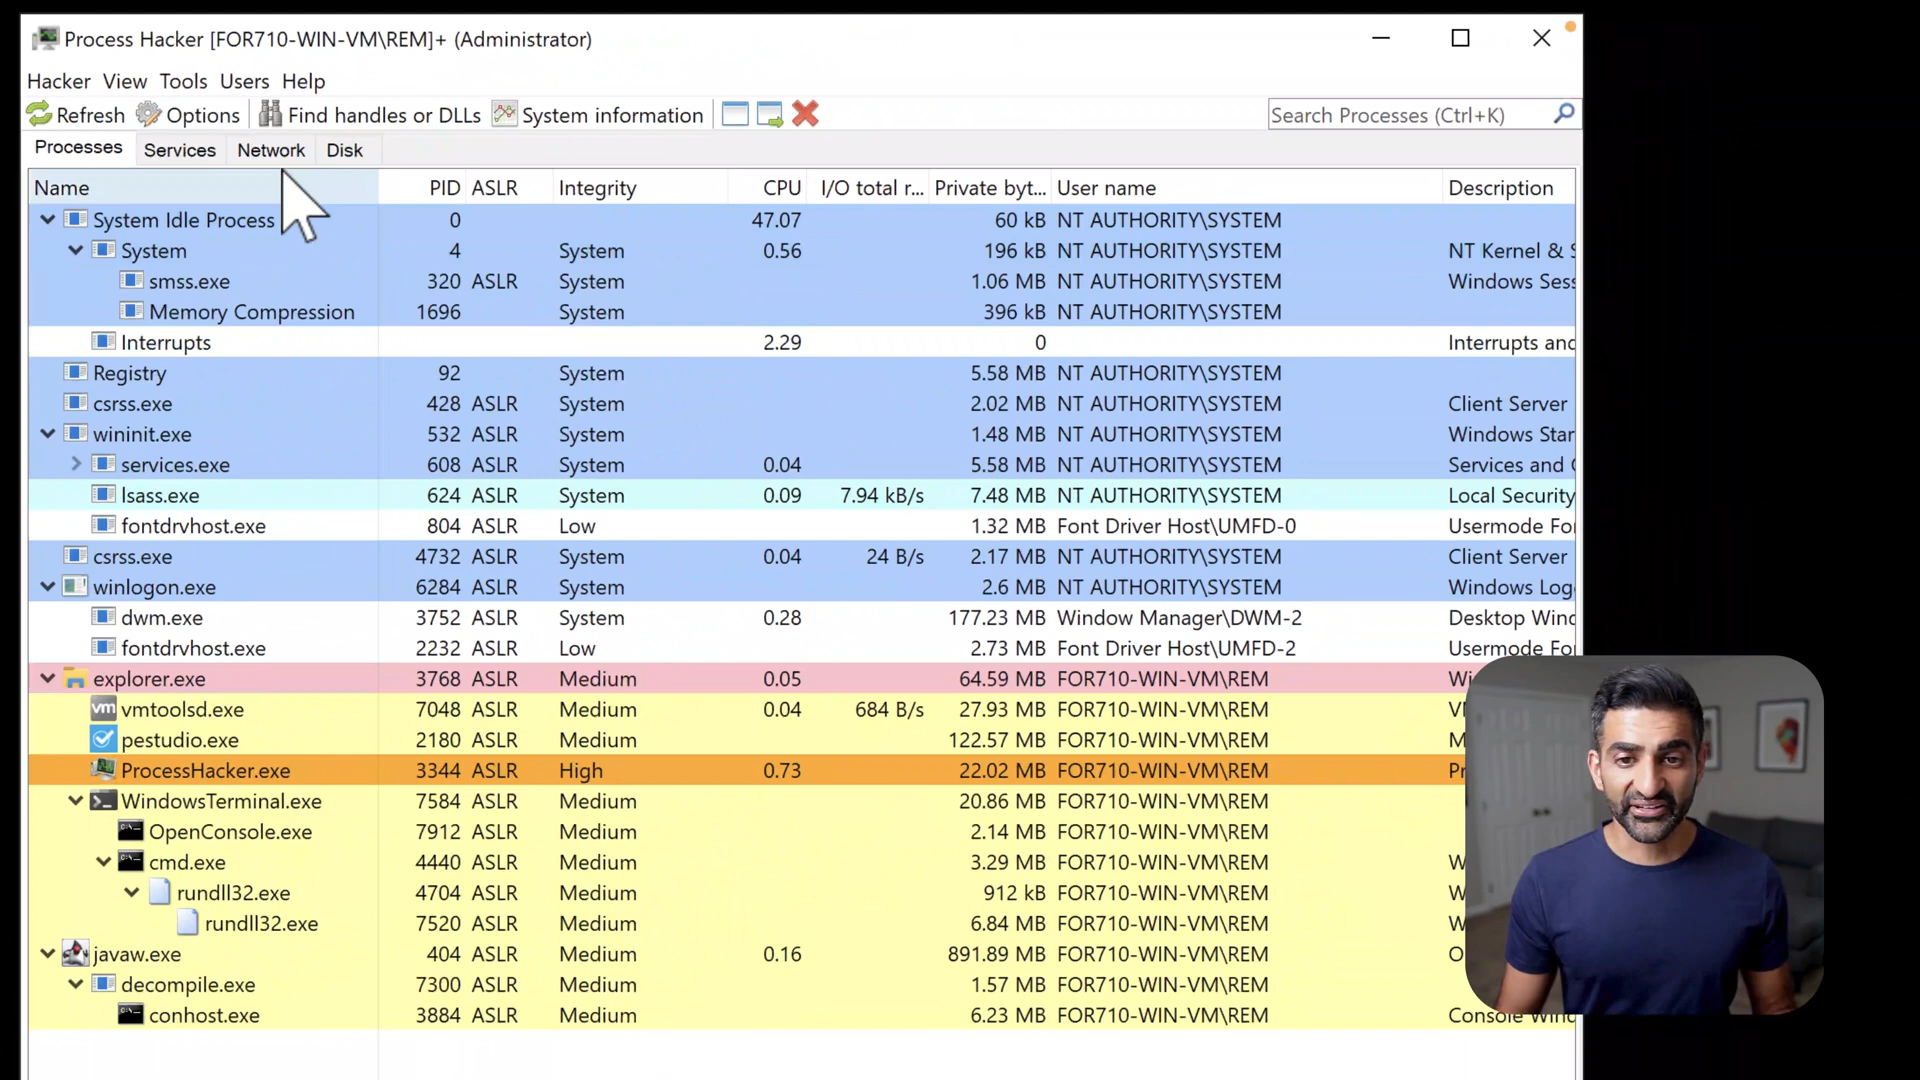 Process Hacker [FOR710-WIN-VM\REM]+ (Administrator)
Hacker View Tools Users Help
Refresh Options Find handles or DLLs System information Search Processes (Ctrl+K)
Processes Services Network Disk
Name PID ASLR Integrity CPU I/O total r... Private byt... User name Description
System Idle Process 0 47.07 60 kB NT AUTHORITY\SYSTEM
System 4 System 0.56 196 kB NT AUTHORITY\SYSTEM NT Kernel & S
smss.exe 320 ASLR System 1.06 MB NT AUTHORITY\SYSTEM Windows Sess
Memory Compression 1696 System 396 kB NT AUTHORITY\SYSTEM
Interrupts 2.29 0 Interrupts and
Registry 92 System 5.58 MB NT AUTHORITY\SYSTEM
csrss.exe 428 ASLR System 2.02 MB NT AUTHORITY\SYSTEM Client Server
wininit.exe 532 ASLR System 1.48 MB NT AUTHORITY\SYSTEM Windows Star
services.exe 608 ASLR System 0.04 5.58 MB NT AUTHORITY\SYSTEM Services and
lsass.exe 624 ASLR System 0.09 7.94 kB/s 7.48 MB NT AUTHORITY\SYSTEM Local Security
fontdrvhost.exe 804 ASLR Low 1.32 MB Font Driver Host\UMFD-0 Usermode Fo
csrss.exe 4732 ASLR System 0.04 24 B/s 2.17 MB NT AUTHORITY\SYSTEM Client Server
winlogon.exe 6284 ASLR System 2.6 MB NT AUTHORITY\SYSTEM Windows Log
dwm.exe 3752 ASLR System 0.28 177.23 MB Window Manager\DWM-2 Desktop Wind
fontdrvhost.exe 2232 ASLR Low 2.73 MB Font Driver Host\UMFD-2 Usermode Fo
explorer.exe 3768 ASLR Medium 0.05 64.59 MB FOR710-WIN-VM\REM Wi
vmtoolsd.exe 7048 ASLR Medium 0.04 684 B/s 27.93 MB FOR710-WIN-VM\REM
pestudio.exe 2180 ASLR Medium 122.57 MB FOR710-WIN-VM\REM M
ProcessHacker.exe 3344 ASLR High 0.73 22.02 MB FOR710-WIN-VM\REM Pr
WindowsTerminal.exe 7584 ASLR Medium 20.86 MB FOR710-WIN-VM\REM
OpenConsole.exe 7912 ASLR Medium 2.14 MB FOR710-WIN-VM\REM
cmd.exe 4440 ASLR Medium 3.29 MB FOR710-WIN-VM\REM W
rundll32.exe 4704 ASLR Medium 912 kB FOR710-WIN-VM\REM W
rundll32.exe 7520 ASLR Medium 6.84 MB FOR710-WIN-VM\REM W
javaw.exe 404 ASLR Medium 0.16 891.89 MB FOR710-WIN-VM\REM O
decompile.exe 7300 ASLR Medium 1.57 MB FOR710-WIN-VM\REM
conhost.exe 3884 ASLR Medium 6.23 MB FOR710-WIN-VM\REM Console Wind